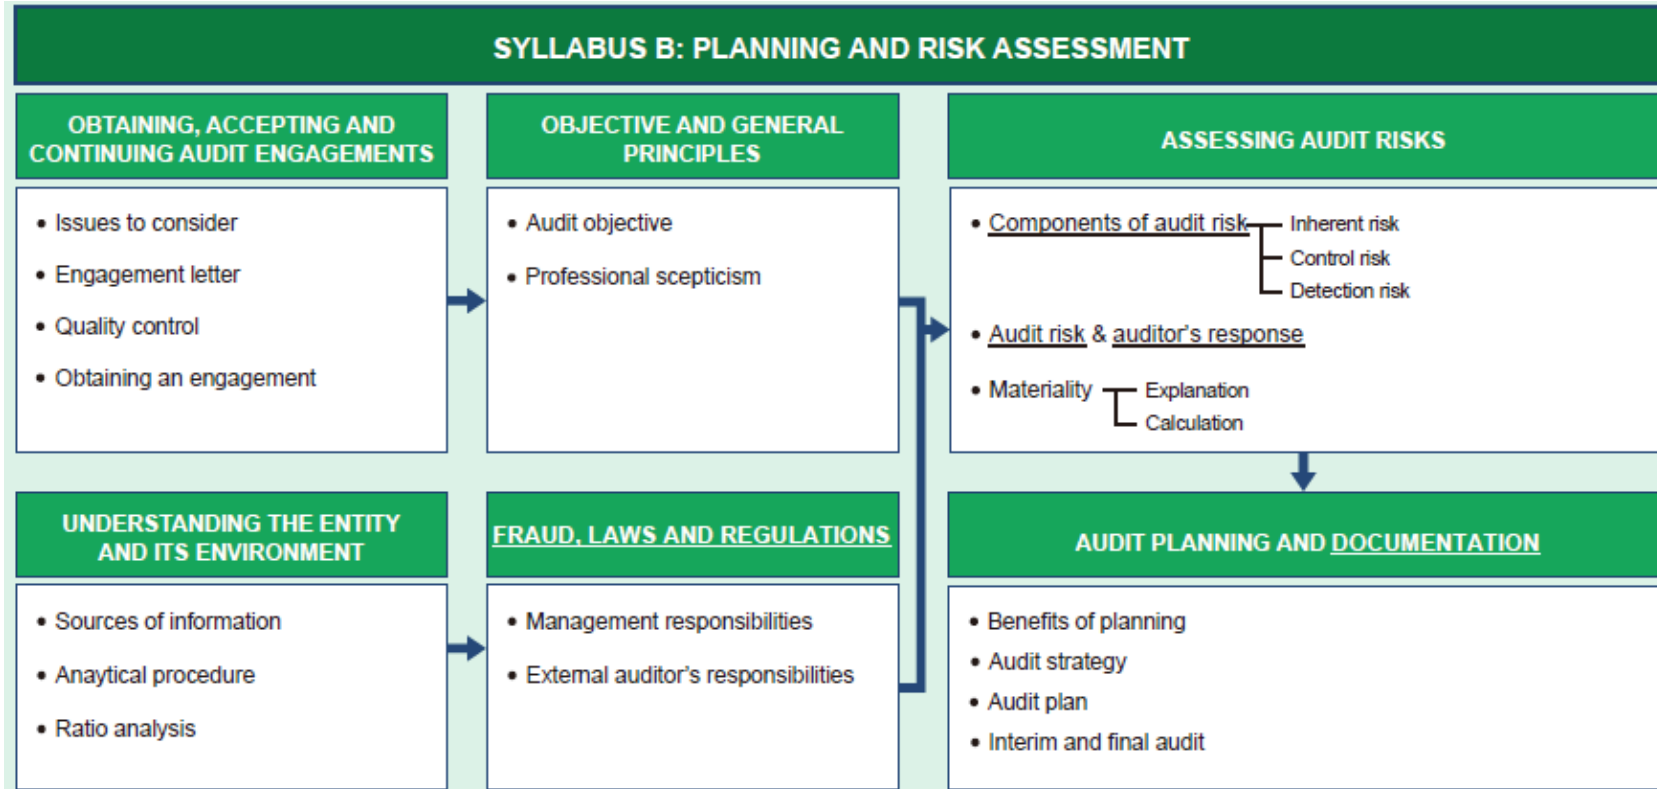 SYLLABUS B: PLANNING AND RISK ASSESSMENT
OBTAINING, ACCEPTING AND
CONTINUING AUDIT ENGAGEMENTS
• Issues to consider
• Engagement letter
• Quality control
• Obtaining an engagement
OBJECTIVE AND GENERAL
PRINCIPLES
• Audit objective
• Professional scepticism
ASSESSING AUDIT RISKS
• Components of audit risk
Inherent risk
Control risk
Detection risk
• Audit risk & auditor's response
• Materiality
Explanation
Calculation
UNDERSTANDING THE ENTITY
AND ITS ENVIRONMENT
• Sources of information
• Anaytical procedure
• Ratio analysis
FRAUD, LAWS AND REGULATIONS
• Management responsibilities
• External auditor's responsibilities
AUDIT PLANNING AND DOCUMENTATION
• Benefits of planning
• Audit strategy
• Audit plan
• Interim and final audit